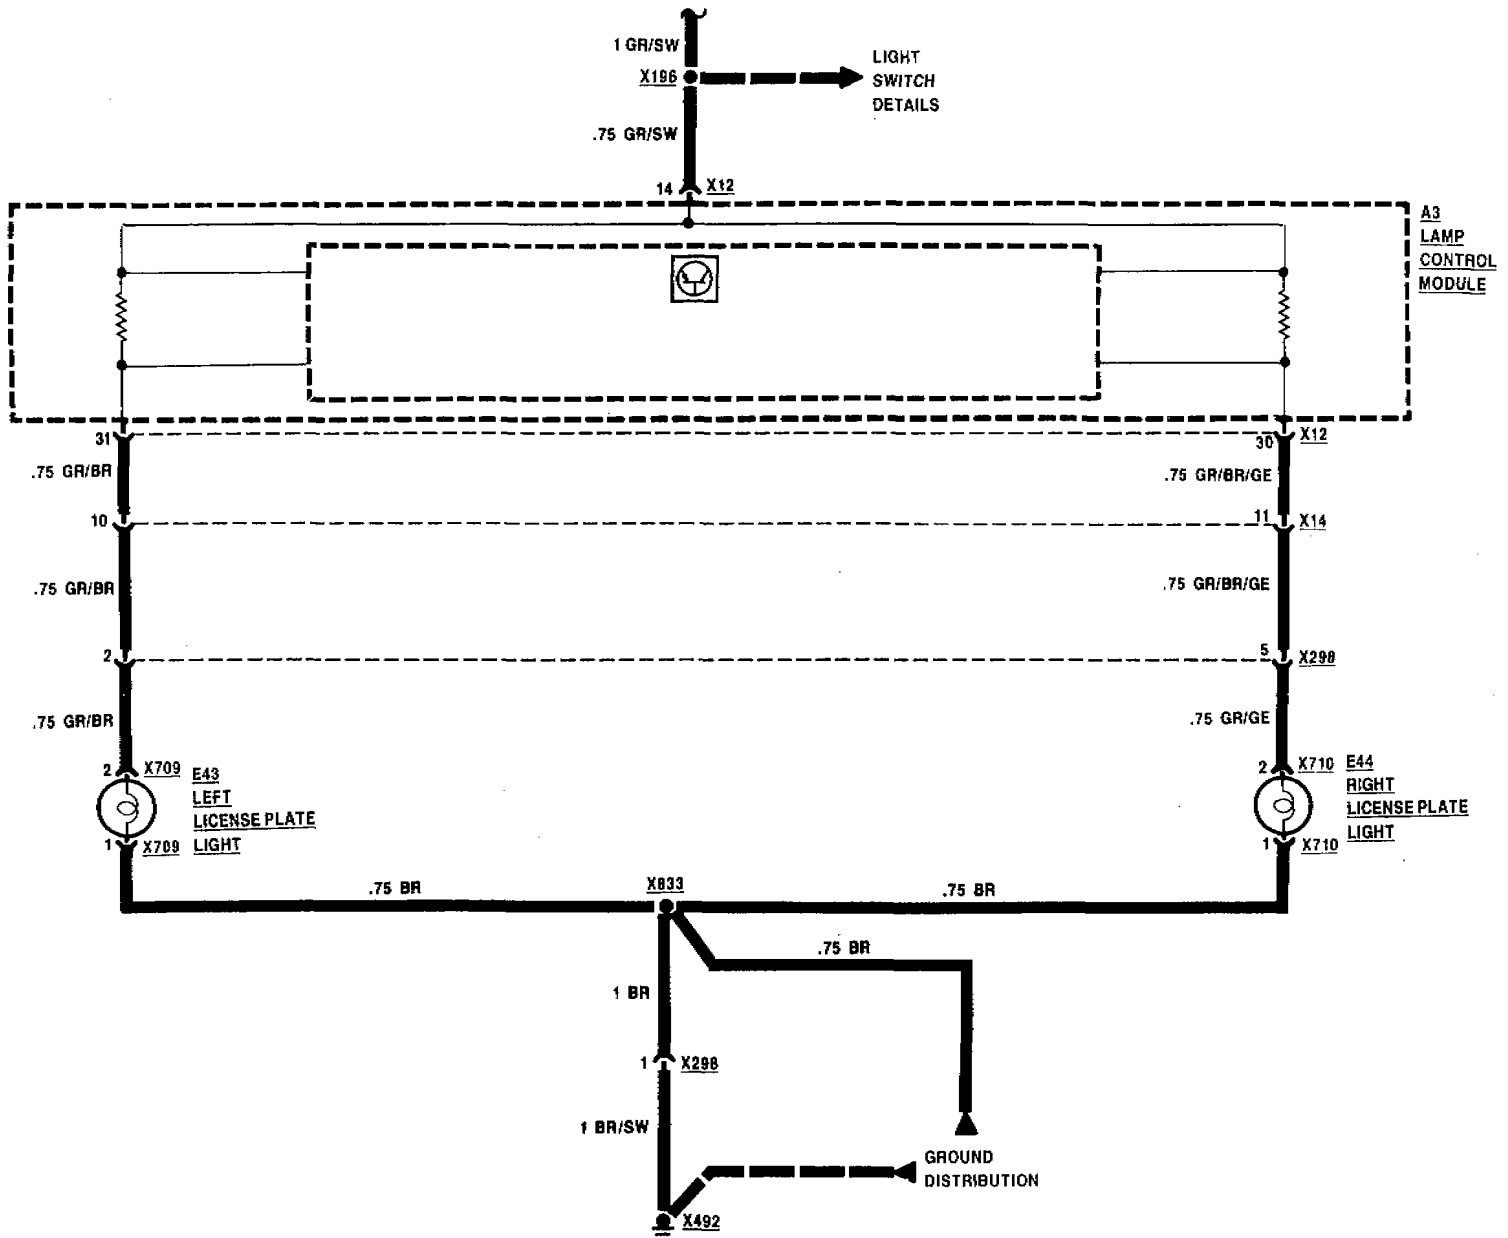 1 GR/SW
X196
LIGHT
SWITCH
DETAILS
.75 GR/SW
14
X12
A3
LAMP
CONTROL
MODULE
31
30
X12
.75 GR/BR
.75 GR/BR/GE
10
11
X14
.75 GR/BR
.75 GR/BR/GE
2
5
X298
.75 GR/BR
.75 GR/GE
2
X709
E43
LEFT
LICENSE PLATE
LIGHT
1
X709
2
X710
E44
RIGHT
LICENSE PLATE
LIGHT
1
X710
.75 BR
X833
.75 BR
.75 BR
1 BR
1
X298
1 BR/SW
GROUND
DISTRIBUTION
X492